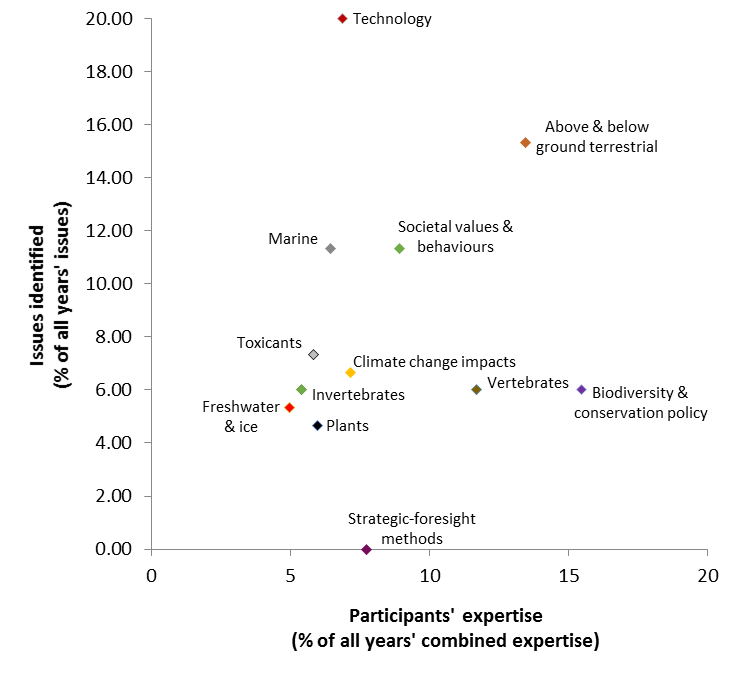 20.00
18.00
16.00
14.00
12.00
10.00
8.00
6.00
4.00
2.00
0.00
Issues identified
(% of all years' issues)
Technology
Above & below
ground terrestrial
Societal values &
behaviours
Marine
Toxicants
Climate change impacts
Vertebrates
Biodiversity &
conservation policy
Invertebrates
Freshwater
& ice
Plants
Strategic-foresight
methods
0
5
10
15
20
Participants' expertise
(% of all years' combined expertise)